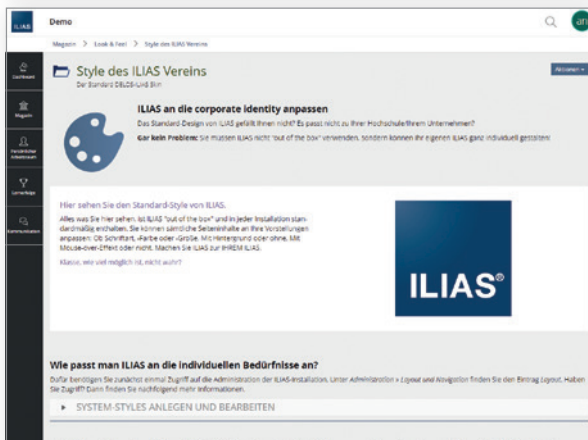 ILIAS
Demo
an
Magazin > Look & Feel > Style des ILIAS Vereins
Dashboard
Magazin
Persönlicher
Arbeitsraum
Lernerfolge
Kommunikation
Style des ILIAS Vereins
Der Standard DELOS-ILIAS Skin
Aktionen
ILIAS an die corporate identity anpassen
Das Standard-Design von ILIAS gefällt Ihnen nicht? Es passt nicht zu Ihrer Hochschule/Ihrem Unternehmen?
Gar kein Problem: Sie müssen ILIAS nicht "out of the box" verwenden, sondern können Ihr eigenen ILIAS ganz individuell gestalten!
Hier sehen Sie den Standard-Style von ILIAS.
Alles was Sie hier sehen, ist ILIAS "out of the box" und in jeder Installation stan-
dardmäßig enthalten. Sie können sämtliche Seiteninhalte an Ihre Vorstellungen
anpassen: Ob Schriftart, -Farbe oder -Größe. Mit Hintergrund oder ohne. Mit
Mouse-over-Effekt oder nicht. Machen Sie ILIAS zur IHREM ILIAS.
Klasse, wie viel möglich ist, nicht wahr?
ILIAS®
Wie passt man ILIAS an die individuellen Bedürfnisse an?
Dafür benötigen Sie zunächst einmal Zugriff auf die Administration der ILIAS-Installation. Unter Administration > Layout und Navigation finden Sie den Eintrag Layout. Haben
Sie Zugriff? Dann finden Sie nachfolgend mehr Informationen.
SYSTEM-STYLES ANLEGEN UND BEARBEITEN